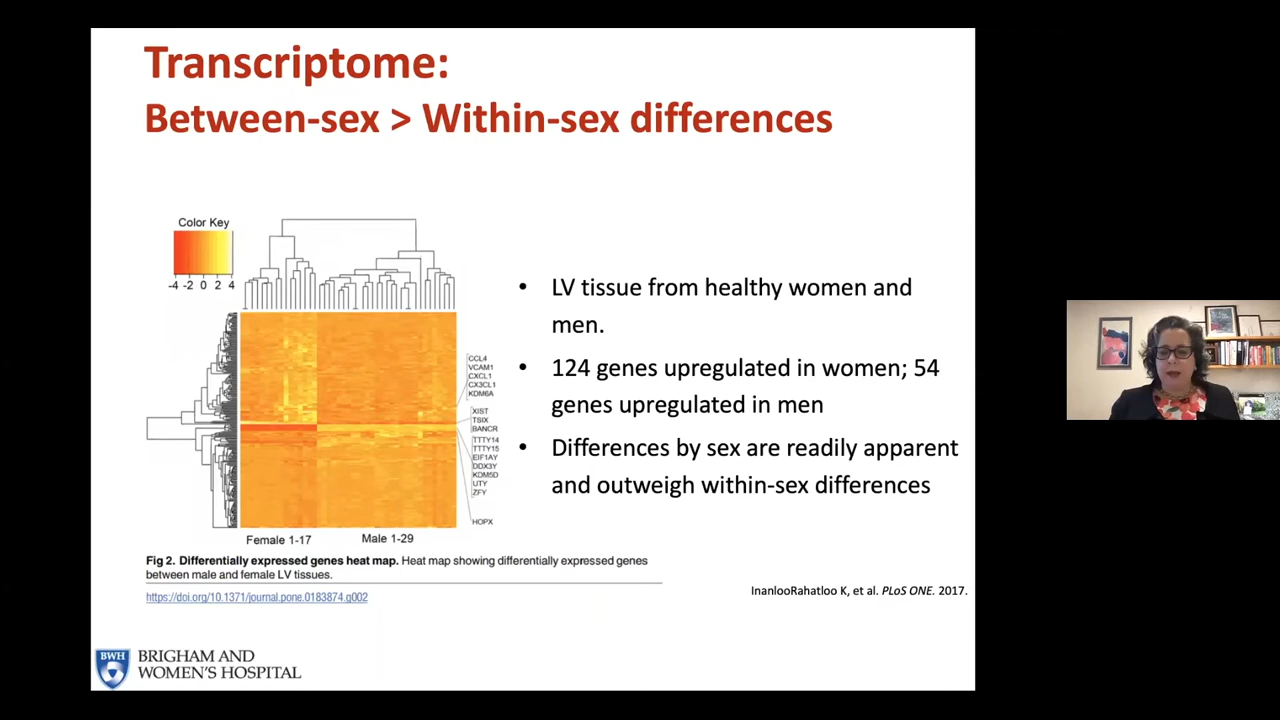 Transcriptome:
Between-sex > Within-sex differences
Color Key
-4 -2 0 2 4
CCL4
VCAM1
CXCL1
CX3CL1
KDM6A
XIST
TSIX
BANCR
TTTY14
TTTY15
EIF1AY
DDX3Y
KDM5D
UTY
ZFY
HOPX
Female 1-17 Male 1-29
Fig 2. Differentially expressed genes heat map. Heat map showing differentially expressed genes
between male and female LV tissues.
https://doi.org/10.1371/journal.pone.0183874.g002
• LV tissue from healthy women and
men.
• 124 genes upregulated in women; 54
genes upregulated in men
• Differences by sex are readily apparent
and outweigh within-sex differences
InanlooRahatloo K, et al. PLoS ONE. 2017.
BWH
BRIGHAM AND
WOMEN'S HOSPITAL